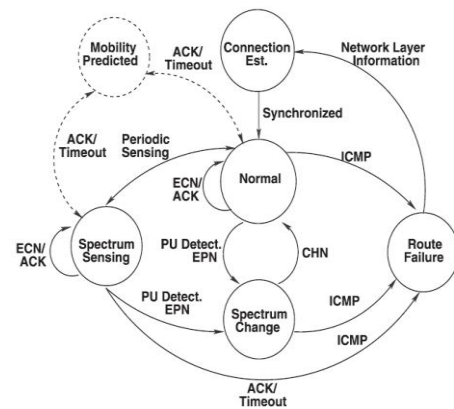 Mobility
Predicted
ACK/
Timeout
Connection
Est.
Network Layer
Information
Synchronized
ACK/
Timeout
Periodic
Sensing
ECN/
ACK
Normal
ICMP
ECN/
ACK
Spectrum
Sensing
PU Detect.
EPN
CHN
Route
Failure
PU Detect.
EPN
Spectrum
Change
ICMP
ICMP
ACK/
Timeout